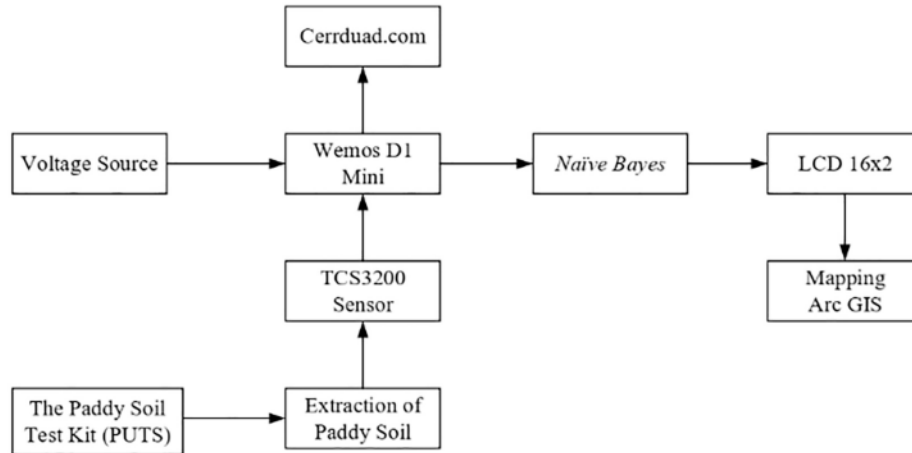 Cerrduad.com
Voltage Source
Wemos D1
Mini
Naïve Bayes
LCD 16x2
TCS3200
Sensor
Mapping
Arc GIS
The Paddy Soil
Test Kit (PUTS)
Extraction of
Paddy Soil